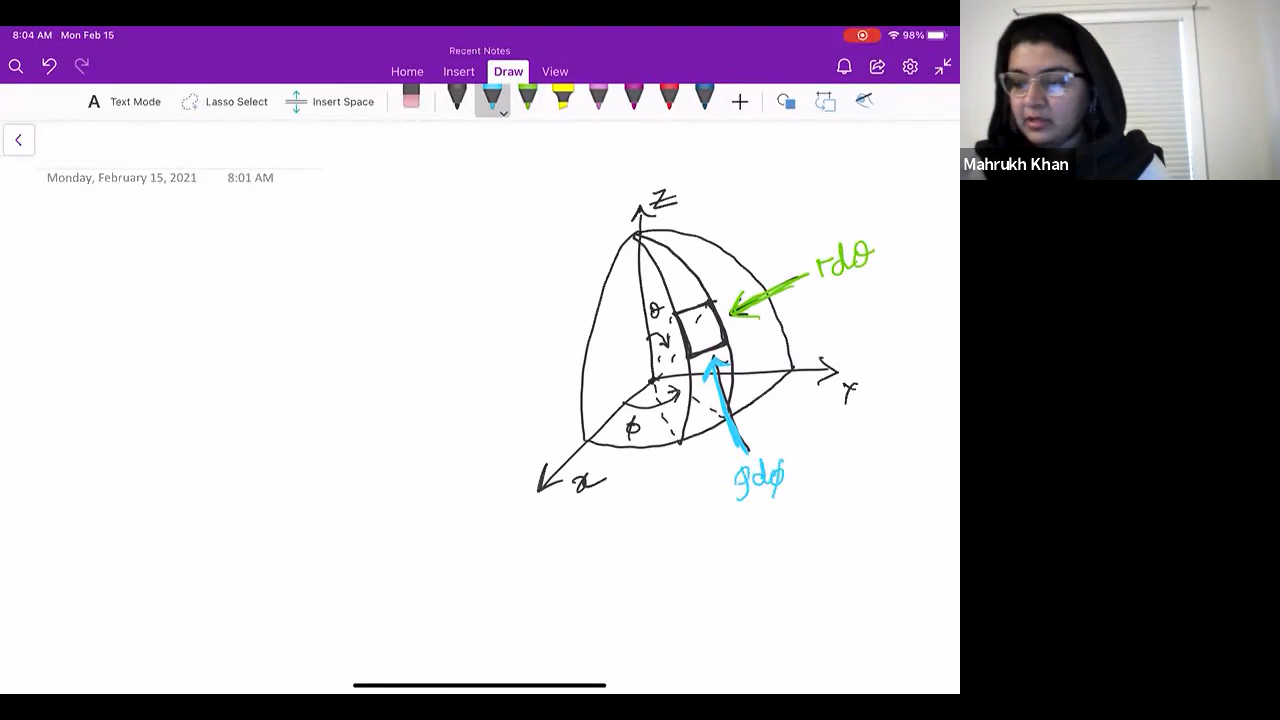 8:04 AM Mon Feb 15
98%
Recent Notes
Home Insert Draw View
A Text Mode Lasso Select Insert Space
Monday, February 15, 2021 8:01 AM
Mahrukh Khan
Z
rdθ
θ
Y
ϕ
x
ρdϕ